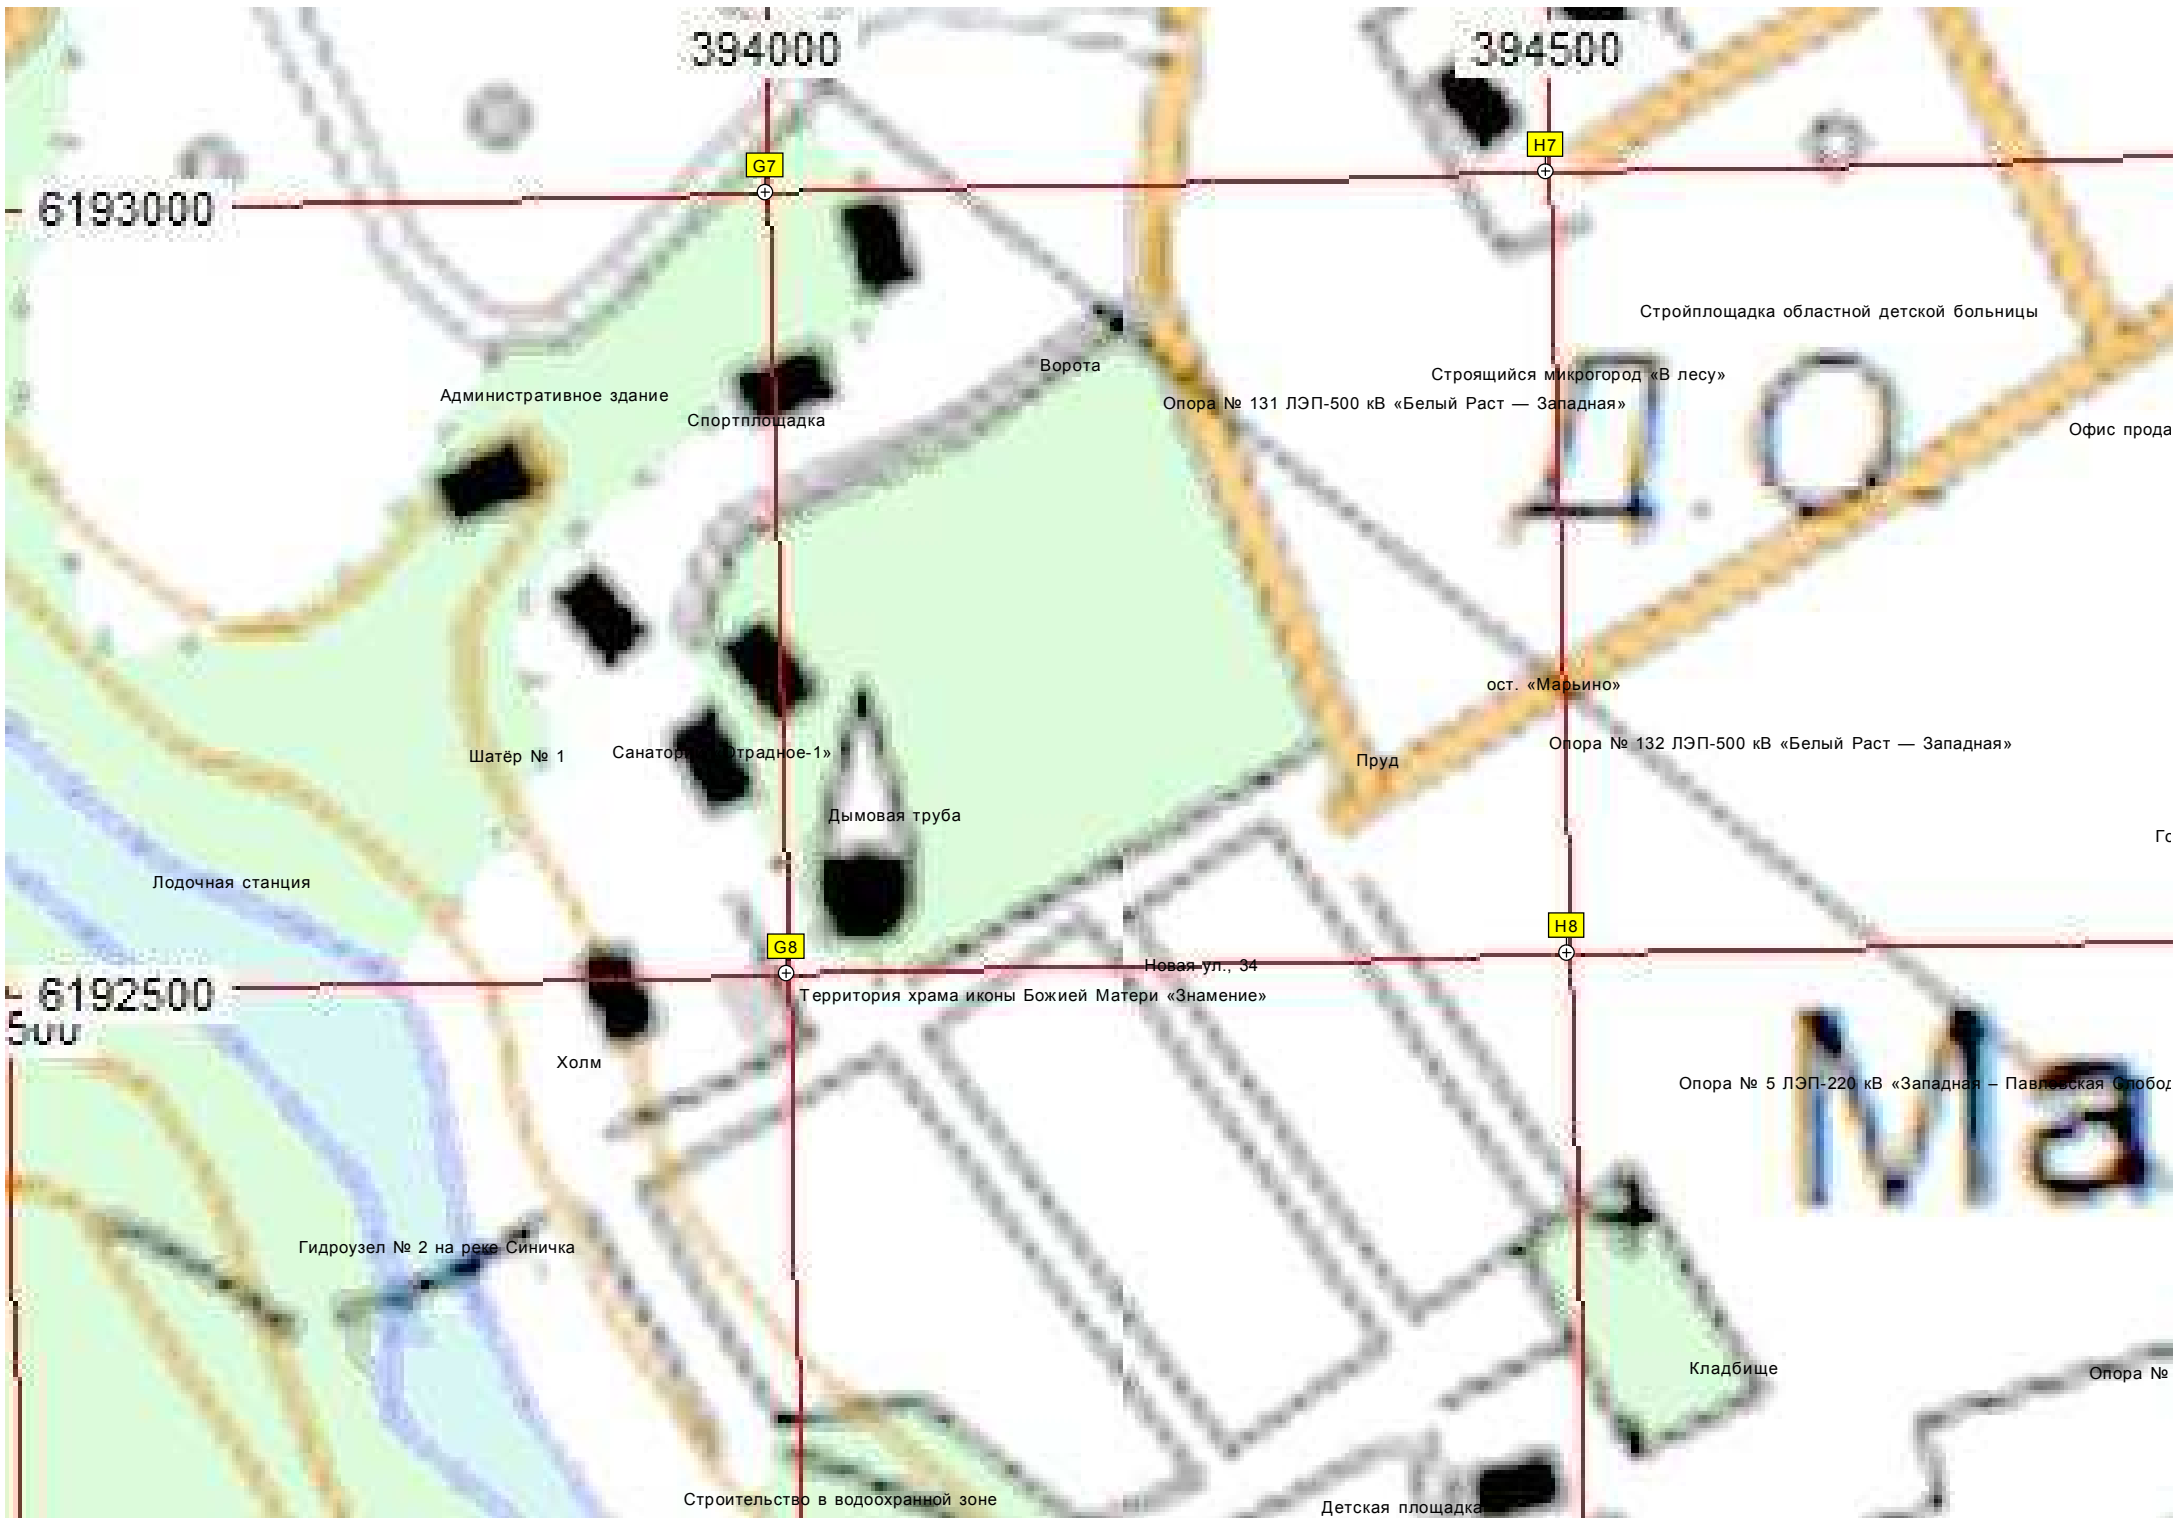 394000
394500
H7
G7
6193000
Стройплощадка областной детской больницы
Ворота
Строящийся микрогород «В лесу»
Административное здание
Опора № 131 ЛЭП-500 кВ «Белый Раст — Западная»
Спортплощадка
Офис прода
Д.О
ост. «Марьино»
Опора № 132 ЛЭП-500 кВ «Белый Раст — Западная»
Шатёр № 1
Санатор Отрадное-1»
Пруд
Дымовая труба
Го
Лодочная станция
H8
G8
Новая ул., 34
6192500
Территория храма иконы Божией Матери «Знамение»
500
Холм
Опора № 5 ЛЭП-220 кВ «Западная – Павловская Слобод
Ма
Гидроузел № 2 на реке Синичка
Кладбище
Опора №
Строительство в водоохранной зоне
Детская площадка